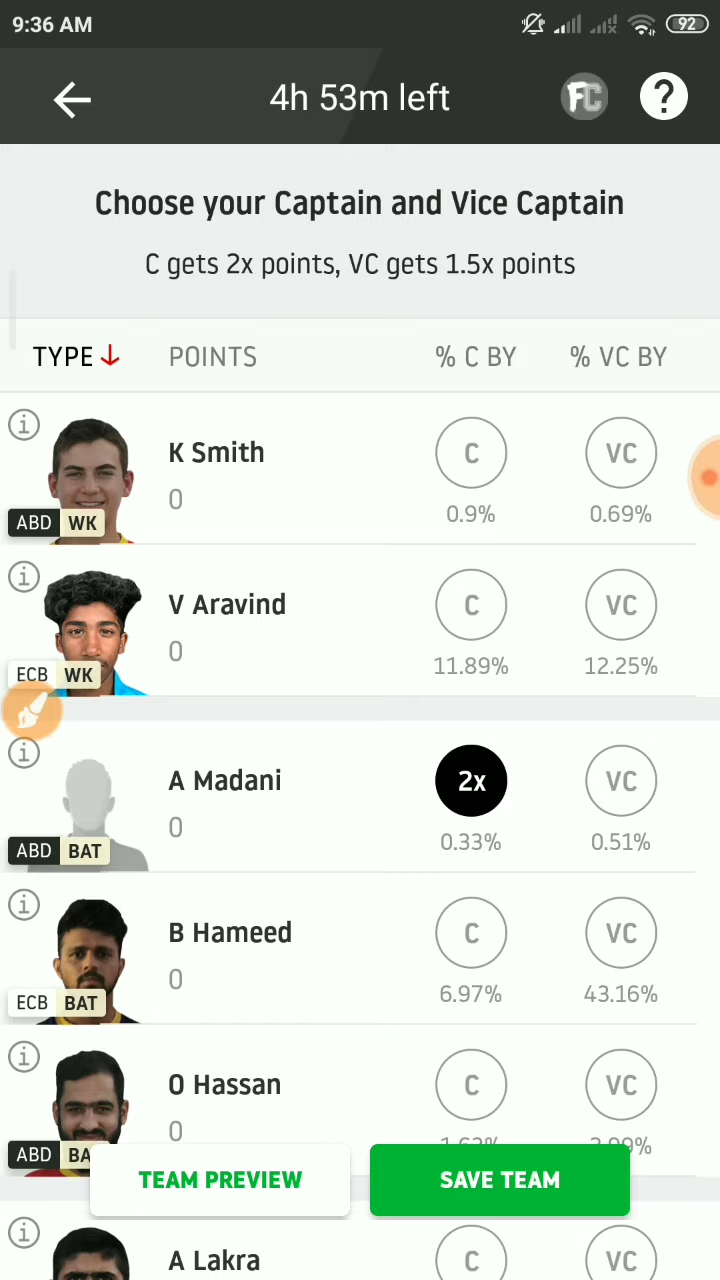 9:36 AM
92
4h 53m left
FC
?
Choose your Captain and Vice Captain
C gets 2x points, VC gets 1.5x points
TYPE POINTS % C BY % VC BY
K Smith
0
ABD WK
C
0.9%
VC
0.69%
V Aravind
0
ECB WK
C
11.89%
VC
12.25%
A Madani
0
ABD BAT
2x
0.33%
VC
0.51%
B Hameed
0
ECB BAT
C
6.97%
VC
43.16%
O Hassan
0
ABD BA
C
VC
TEAM PREVIEW
SAVE TEAM
A Lakra
C
VC